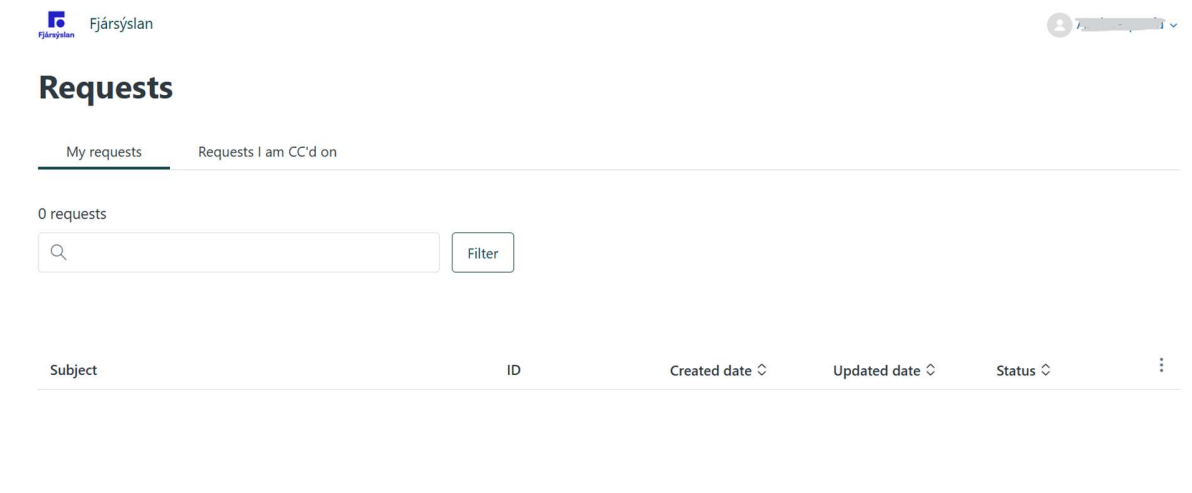 Fjársýslan
Fjársýslan
Requests
My requests
Requests I am CC'd on
0 requests
Filter
Subject ID Created date Updated date Status